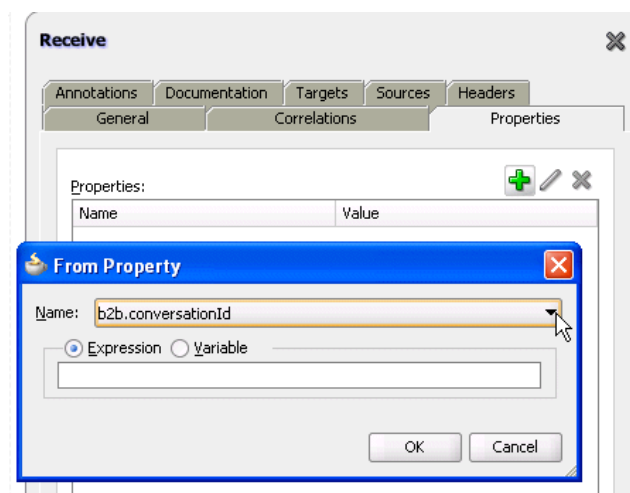 Receive
Annotations Documentation Targets Sources Headers
General Correlations Properties
Properties:
Name Value
From Property
Name: b2b.conversationId
Expression Variable
OK Cancel